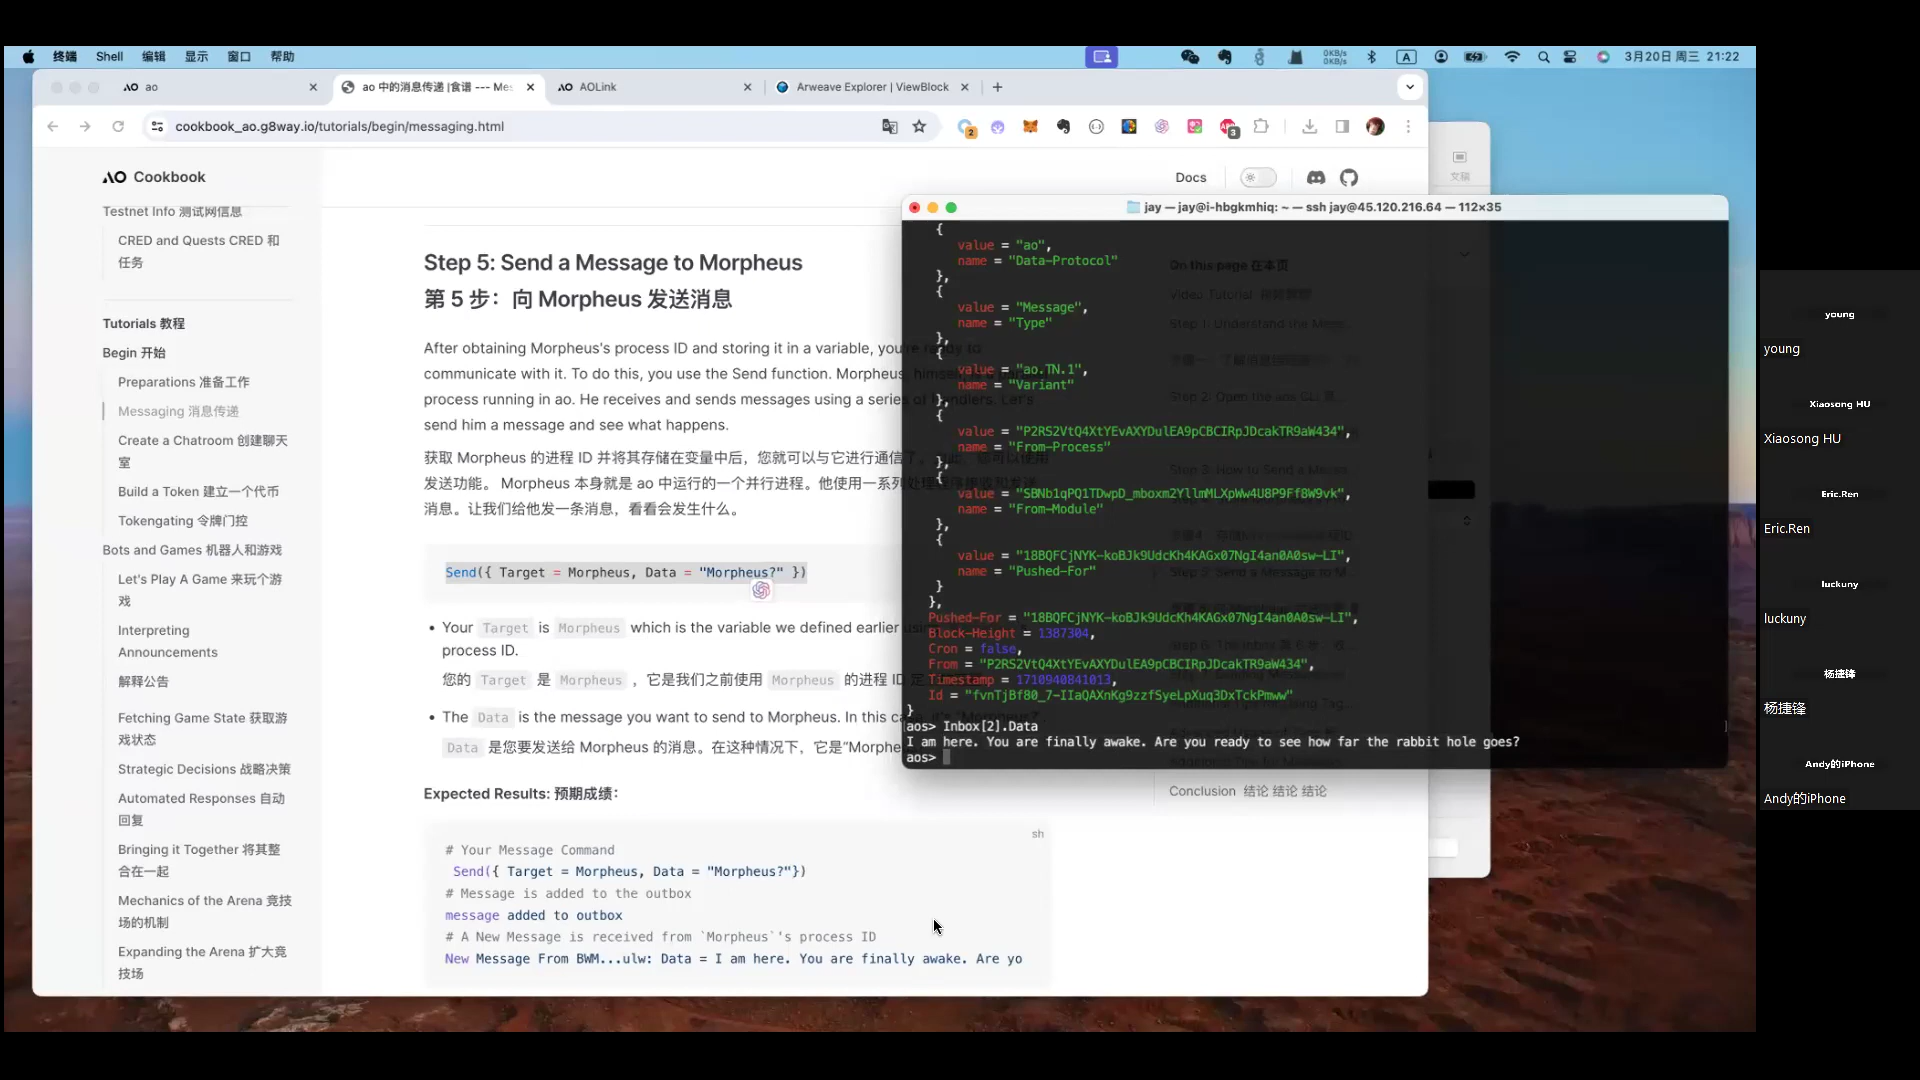 终端 Shell 编辑 显示 窗口 帮助
0KB/s
0KB/s
A
3月20日 周三 21:22
ao
ao 中的消息传递 |食谱 --- Mes
AOLink
Arweave Explorer | ViewBlock
cookbook_ao.g8way.io/tutorials/begin/messaging.html
2
3
Cookbook
Docs
Testnet Info 测试网信息
CRED and Quests CRED 和
任务
Tutorials 教程
Begin 开始
Preparations 准备工作
Messaging 消息传递
Create a Chatroom 创建聊天
室
Build a Token 建立一个代币
Tokengating 令牌门控
Bots and Games 机器人和游戏
Let's Play A Game 来玩个游
戏
Interpreting
Announcements
解释公告
Fetching Game State 获取游
戏状态
Strategic Decisions 战略决策
Automated Responses 自动
回复
Bringing it Together 将其整
合在一起
Mechanics of the Arena 竞技
场的机制
Expanding the Arena 扩大竞
技场
Step 5: Send a Message to Morpheus
第 5 步：向 Morpheus 发送消息
After obtaining Morpheus's process ID and storing it in a variable, you're ready to
communicate with it. To do this, you use the Send function. Morpheus, himself,
process running in ao. He receives and sends messages using a series of Handlers. Let's
send him a message and see what happens.
获取 Morpheus 的进程 ID 并将其存储在变量中后，您就可以与它进行通信了。
发送功能。 Morpheus 本身就是 ao 中运行的一个并行进程。他使用一系列处理程序
消息。让我们给他发一条消息，看看会发生什么。
Send({ Target = Morpheus, Data = "Morpheus?" })
• Your Target is Morpheus which is the variable we defined earlier
process ID.
您的 Target 是 Morpheus ，它是我们之前使用 Morpheus 的进程 ID
• The Data is the message you want to send to Morpheus. In this
Data 是您要发送给 Morpheus 的消息。在这种情况下，它是“Morphe
Expected Results: 预期成绩：
sh
# Your Message Command
Send({ Target = Morpheus, Data = "Morpheus?"})
# Message is added to the outbox
message added to outbox
# A New Message is received from `Morpheus`'s process ID
New Message From BWM...ulw: Data = I am here. You are finally awake. Are yo
On this page 在本页
Conclusion 结论 结论 结论
文稿
jay — jay@i-hbgkmhiq: ~ — ssh jay@45.120.216.64 — 112×35
{
value = "ao",
name = "Data-Protocol"
},
{
value = "Message",
name = "Type"
},
{
value = "ao.TN.1",
name = "Variant"
},
{
value = "P2RS2VtQ4XtYEvAXYDulEA9pCBCIRpJDcakTR9aW434",
name = "From-Process"
},
{
value = "SBNb1qPQ1TDwpD_mboxm2YllmMLXpWw4U8P9Ff8W9vk",
name = "From-Module"
},
{
value = "18BQFCjNYK-koBJk9UdcKh4KAGx07NgI4an0A0sw-LI",
name = "Pushed-For"
}
},
Pushed-For = "18BQFCjNYK-koBJk9UdcKh4KAGx07NgI4an0A0sw-LI",
Block-Height = 1387304,
Cron = false,
From = "P2RS2VtQ4XtYEvAXYDulEA9pCBCIRpJDcakTR9aW434",
Timestamp = 1710940841013,
Id = "fvnTjBf80_7-IIaQAXnKg9zzfSyeLpXuq3DxTckPmww"
}
aos> Inbox[2].Data
I am here. You are finally awake. Are you ready to see how far the rabbit hole goes?
aos>
young
young
Xiaosong HU
Xiaosong HU
Eric.Ren
Eric.Ren
luckuny
luckuny
杨捷锋
杨捷锋
Andy的iPhone
Andy的iPhone